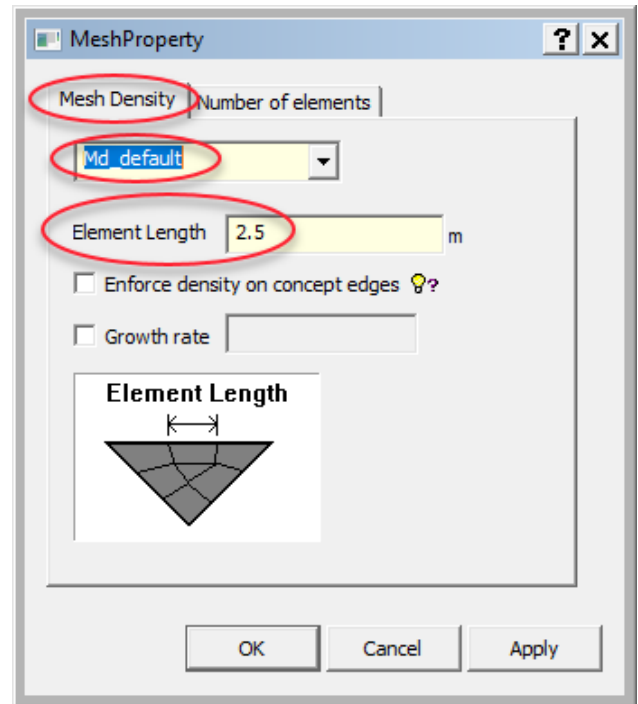 MeshProperty
Mesh Density Number of elements
Md_default
Element Length 2.5 m
Enforce density on concept edges
Growth rate
Element Length
OK Cancel Apply